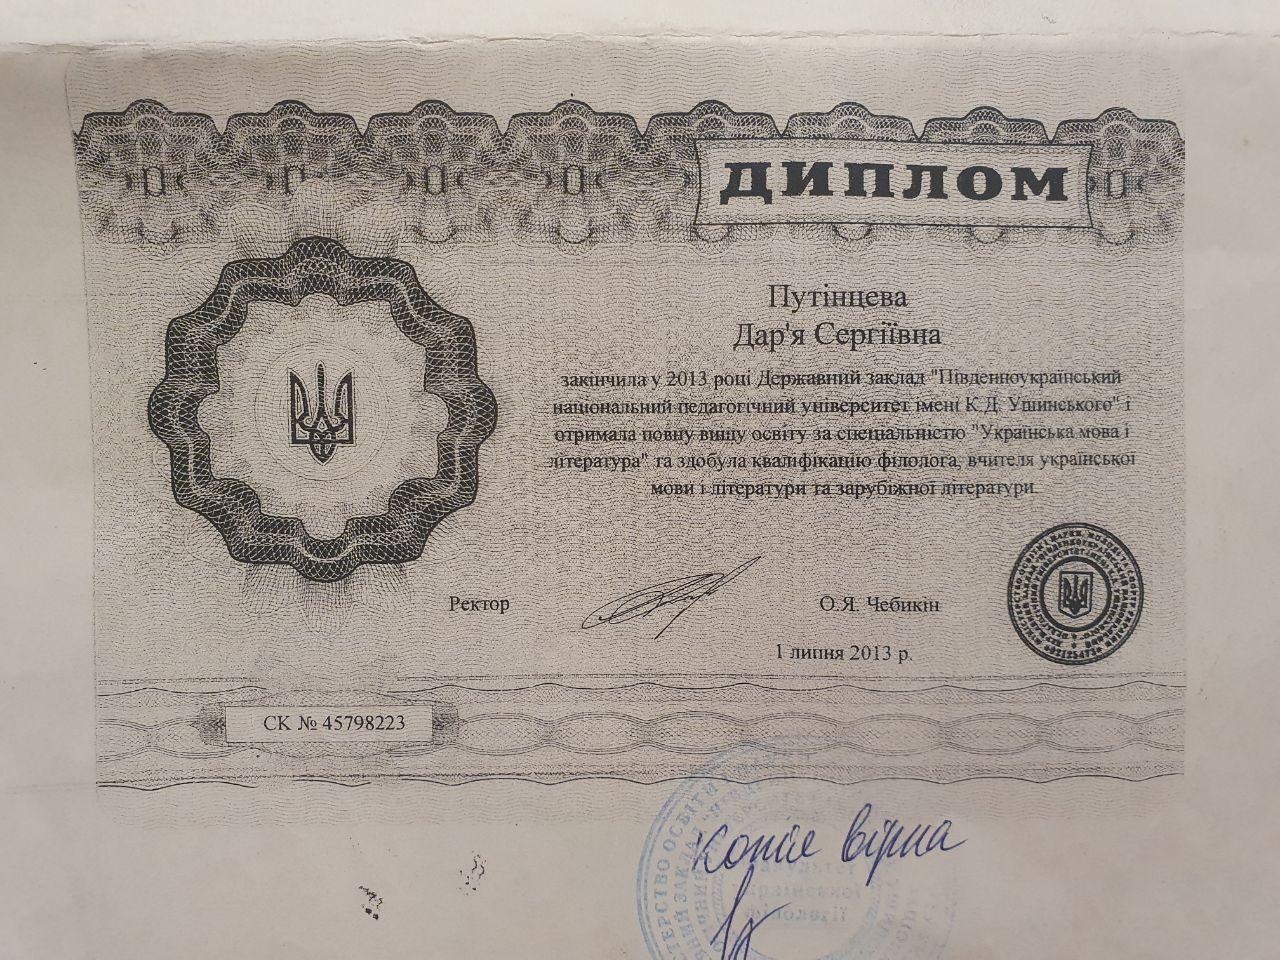 ДИПЛОМ
Путінцева
Дар'я Сергіївна
закінчила у 2013 році Державний заклад "Південноукраїнський
національний педагогічний університет імені К.Д. Ушинського" і
отримала повну вищу освіту за спеціальністю "Українська мова і
література" та здобула кваліфікацію філолога, вчителя української
мови і літератури та зарубіжної літератури.
Ректор
О.Я. Чебикін
1 липня 2013 р.
СК № 45798223
копія вірна